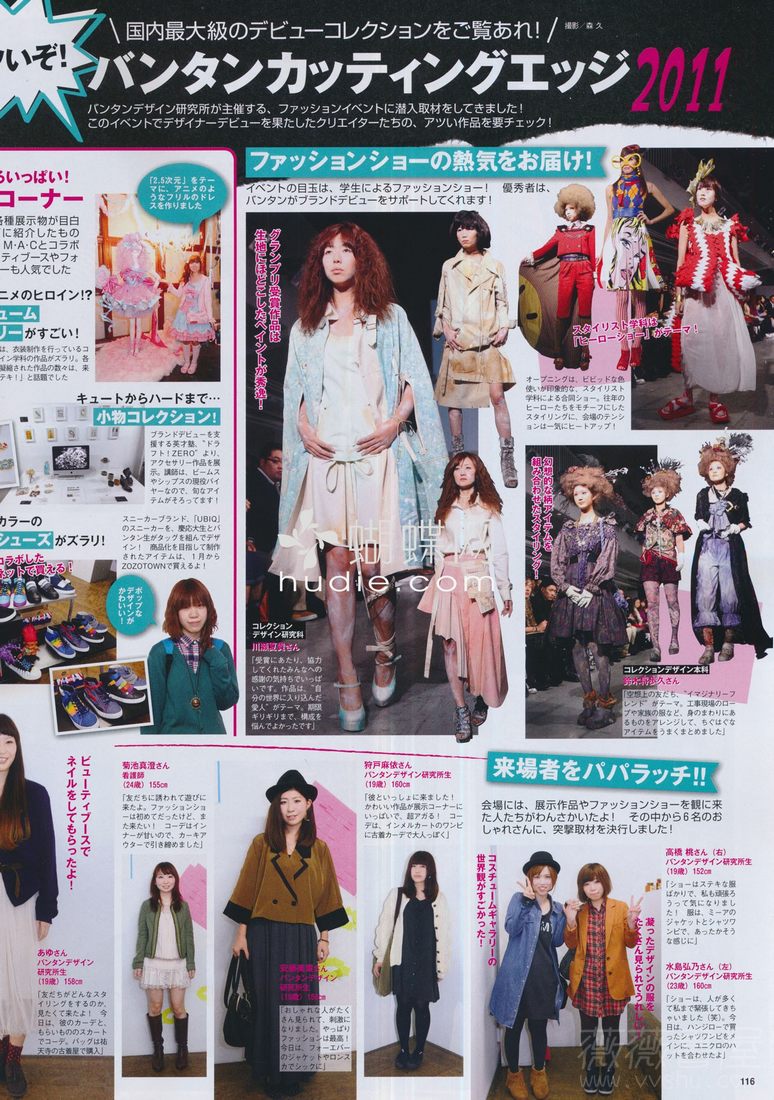 いぞ!
国内最大級のデビューコレクションをご覧あれ!
撮影/森 久
バンタンカッティングエッジ2011
バンタンデザイン研究所が主催する、ファッションイベントに潜入取材をしてきました!
このイベントでデザイナーデビューを果たしたクリエイターたちの、アツい作品を要チェック!
いっぱい!
コーナー
各種展示物が目白
に紹介したもの
M・A・Cとコラボ
ティブースやフォ
ーも人気でした
「2.5次元」をテー
マに、アニメのよ
うなフリルのドレ
スを作りました
ニメのヒロイン!?
ューム
リーがすごい!
は、衣装制作を行っているコ
イン学科の作品がズラリ。各
凝縮された作品の数々は、来
テキ!」と話題でした
キュートからハードまで…
小物コレクション!
ブランドデビューを支
援する英才塾、“ド
ラフト!ZERO”より、
アクセサリー作品を展
示。講師は、ビームス
やシップスの現役バイ
ヤーなので、旬なアイ
テムがそろってます!
カラーの
シューズがズラリ!
コラボした
ネットで買える!
スニーカーブランド、「UBIQ」
のスニーカーを、慶応大生とバン
タン生がタッグを組んでデザイ
ン! 商品化を目指して制作
されたアイテムは、1月から
ZOZOTOWNで買えるよ!
ポップな
デザインが
かわいい
ファッションショーの熱気をお届け!
イベントの目玉は、学生によるファッションショー! 優秀者は、
バンタンがブランドデビューをサポートしてくれます!
グランプリ受賞作品は
生地にほどこしたペイントが秀逸!
スタイリスト学科は
「ヒーローショー」がテーマ!
オープニングは、ビビッドな色
使いが印象的な、スタイリスト
学科による合同ショー。往年の
ヒーローたちをモチーフにした
スタイリングに、会場のテンシ
ョンは一気にヒートアップ!
幻想的な柄アイテムを
組み合わせたスタイリング!
コレクション
デザイン研究科
「受賞にあたり、協力
してくれたみんなへの
感謝の気持ちでいっぱ
いです。作品は、“自
分の世界に入り込んだ
愛人”がテーマ。期限
ギリギリまで、構成を
悩んでよかったです」
コレクションデザイン本科
「空想上の友だち、“イマジナリーフ
レンド”がテーマ。工事現場のロー
プや家族の服など、身のまわりにあ
るものをアレンジして、ちぐはぐな
アイテムをうまくまとめました」
蝴蝶网
hudie.com
来場者をパパラッチ!!
会場には、展示作品やファッションショーを観に来
た人たちがわんさかいたよ! その中から6名のお
しゃれさんに、突撃取材を決行しました!
ビューティブースで
ネイルをしてもらったよ!
あゆさん
バンタンデザイン
研究所生
(19歳) 158cm
「友だちがどんなス
タイリングをするのか、
見たくて来たよ! 今
日は、彼のカーデと、
もらいもののスカート
でコーデ。バッグは祐
天寺の古着屋で購入」
菊池真澄さん
看護師
(24歳) 155cm
「友だちに誘われて遊びに
来たよ。ファッションショー
は初めてだったけど、また
来たい! コーデはインナ
ーが甘いので、カーキアウ
ターで引き締めました」
バンタンデザイン
研究所生
「おしゃれな人がたく
さん見られて、刺激に
なりました。やっぱり
ファッションは最高!
今日は、フォーエバー
のジャケットやロンス
カでシックに」
狩戸麻依さん
バンタンデザイン研究所生
(19歳) 160cm
「彼といっしょに来ました!
かわいい作品が展示コーナーに
いっぱいで、超アガる! コー
デは、インメルカートのワンピ
に古着カーデで大人っぽく」
コスチュームギャラリーの
世界観がすごかった!
凝ったデザインの服を
たくさん見られてうれしい
高橋 桃さん(右)
バンタンデザイン研究所生
(19歳) 152cm
「ショーはステキな服
ばかりで、私も頑張ろ
うって気になりました!
服は、ミーアのジャケ
ットとシャツワンピで、
あったかそうな感じに」
水島弘乃さん(左)
バンタンデザイン研究所生
(23歳) 160cm
「ショーは、人が多く
て私まで緊張してきち
ゃいました(笑)。今
日は、ハンジローで買
ったシャツワンピをメ
インに、ユニクロのハ
ットを合わせたよ」
116